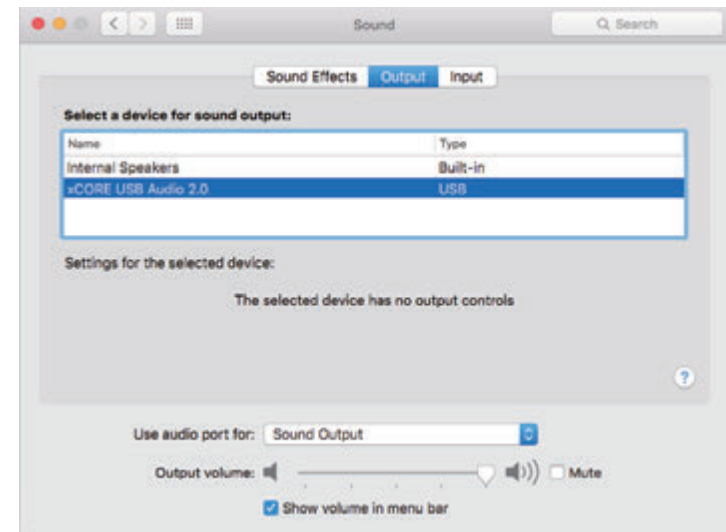 Sound
Search
Sound Effects Output Input
Select a device for sound output:
Name Type
Internal Speakers Built-in
xCORE USB Audio 2.0 USB
Settings for the selected device:
The selected device has no output controls
?
Use audio port for: Sound Output
Output volume: Mute
Show volume in menu bar